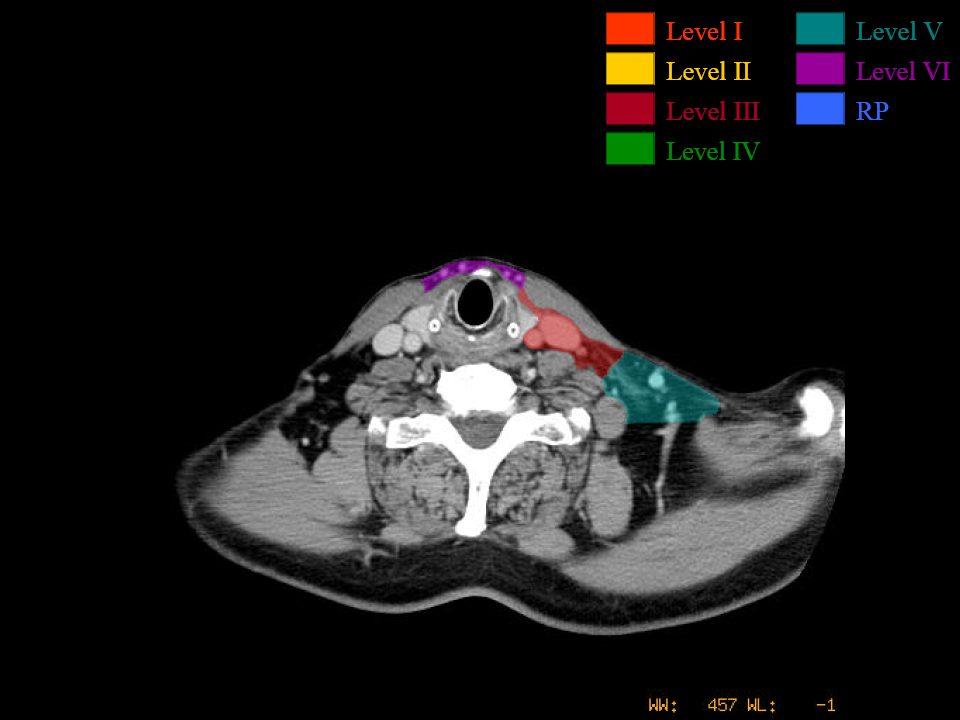 Level I
Level II
Level III
Level IV
Level V
Level VI
RP
WW: 457 WL: -1